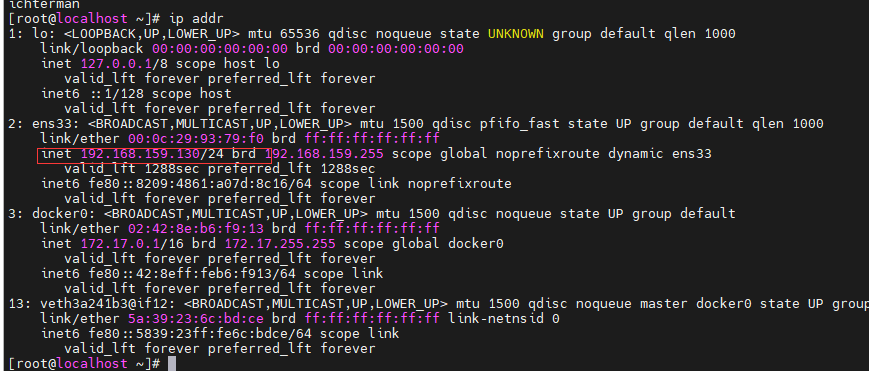 ichterman
[root@localhost ~]# ip addr
1: lo: <LOOPBACK,UP,LOWER_UP> mtu 65536 qdisc noqueue state UNKNOWN group default qlen 1000
link/loopback 00:00:00:00:00:00 brd 00:00:00:00:00:00
inet 127.0.0.1/8 scope host lo
valid_lft forever preferred_lft forever
inet6 ::1/128 scope host
valid_lft forever preferred_lft forever
2: ens33: <BROADCAST,MULTICAST,UP,LOWER_UP> mtu 1500 qdisc pfifo_fast state UP group default qlen 1000
link/ether 00:0c:29:93:79:f0 brd ff:ff:ff:ff:ff:ff
inet 192.168.159.130/24 brd 192.168.159.255 scope global noprefixroute dynamic ens33
valid_lft 1288sec preferred_lft 1288sec
inet6 fe80::8209:4861:a07d:8c16/64 scope link noprefixroute
valid_lft forever preferred_lft forever
3: docker0: <BROADCAST,MULTICAST,UP,LOWER_UP> mtu 1500 qdisc noqueue state UP group default
link/ether 02:42:8e:b6:f9:13 brd ff:ff:ff:ff:ff:ff
inet 172.17.0.1/16 brd 172.17.255.255 scope global docker0
valid_lft forever preferred_lft forever
inet6 fe80::42:8eff:feb6:f913/64 scope link
valid_lft forever preferred_lft forever
13: veth3a241b3@if12: <BROADCAST,MULTICAST,UP,LOWER_UP> mtu 1500 qdisc noqueue master docker0 state UP group
link/ether 5a:39:23:6c:bd:ce brd ff:ff:ff:ff:ff:ff link-netnsid 0
inet6 fe80::5839:23ff:fe6c:bdce/64 scope link
valid_lft forever preferred_lft forever
[root@localhost ~]#